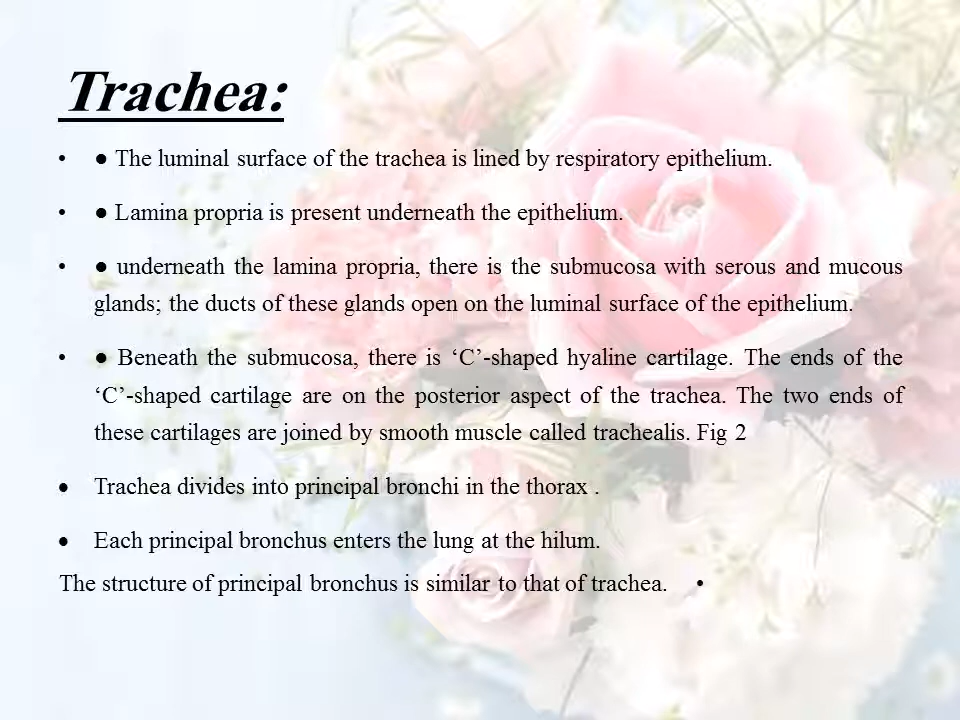 Trachea:
• ● The luminal surface of the trachea is lined by respiratory epithelium.
• ● Lamina propria is present underneath the epithelium.
• ● underneath the lamina propria, there is the submucosa with serous and mucous
glands; the ducts of these glands open on the luminal surface of the epithelium.
• ● Beneath the submucosa, there is ‘C’-shaped hyaline cartilage. The ends of the
‘C’-shaped cartilage are on the posterior aspect of the trachea. The two ends of
these cartilages are joined by smooth muscle called trachealis. Fig 2
• Trachea divides into principal bronchi in the thorax .
• Each principal bronchus enters the lung at the hilum.
The structure of principal bronchus is similar to that of trachea. •